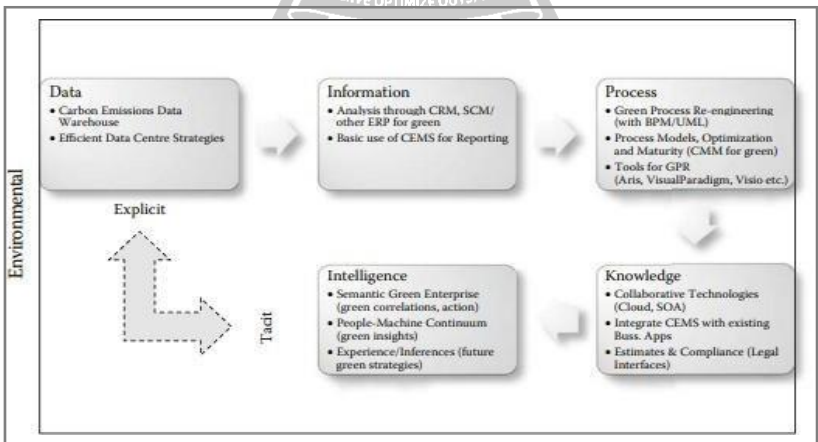 OPTIMIZE
Environmental
Data
• Carbon Emissions Data
Warehouse
• Efficient Data Centre Strategies
Information
• Analysis through CRM, SCM/
other ERP for green
• Basic use of CEMS for Reporting
Process
• Green Process Re-engineering
(with BPM/UML)
• Process Models, Optimization
and Maturity (CMM for green)
• Tools for GPR
(Aris, VisualParadigm, Visio etc.)
Explicit
Tacit
Intelligence
• Semantic Green Enterprise
(green correlations, action)
• People-Machine Continuum
(green insights)
• Experience/Inferences (future
green strategies)
Knowledge
• Collaborative Technologies
(Cloud, SOA)
• Integrate CEMS with existing
Buss. Apps
• Estimates & Compliance (Legal
Interfaces)